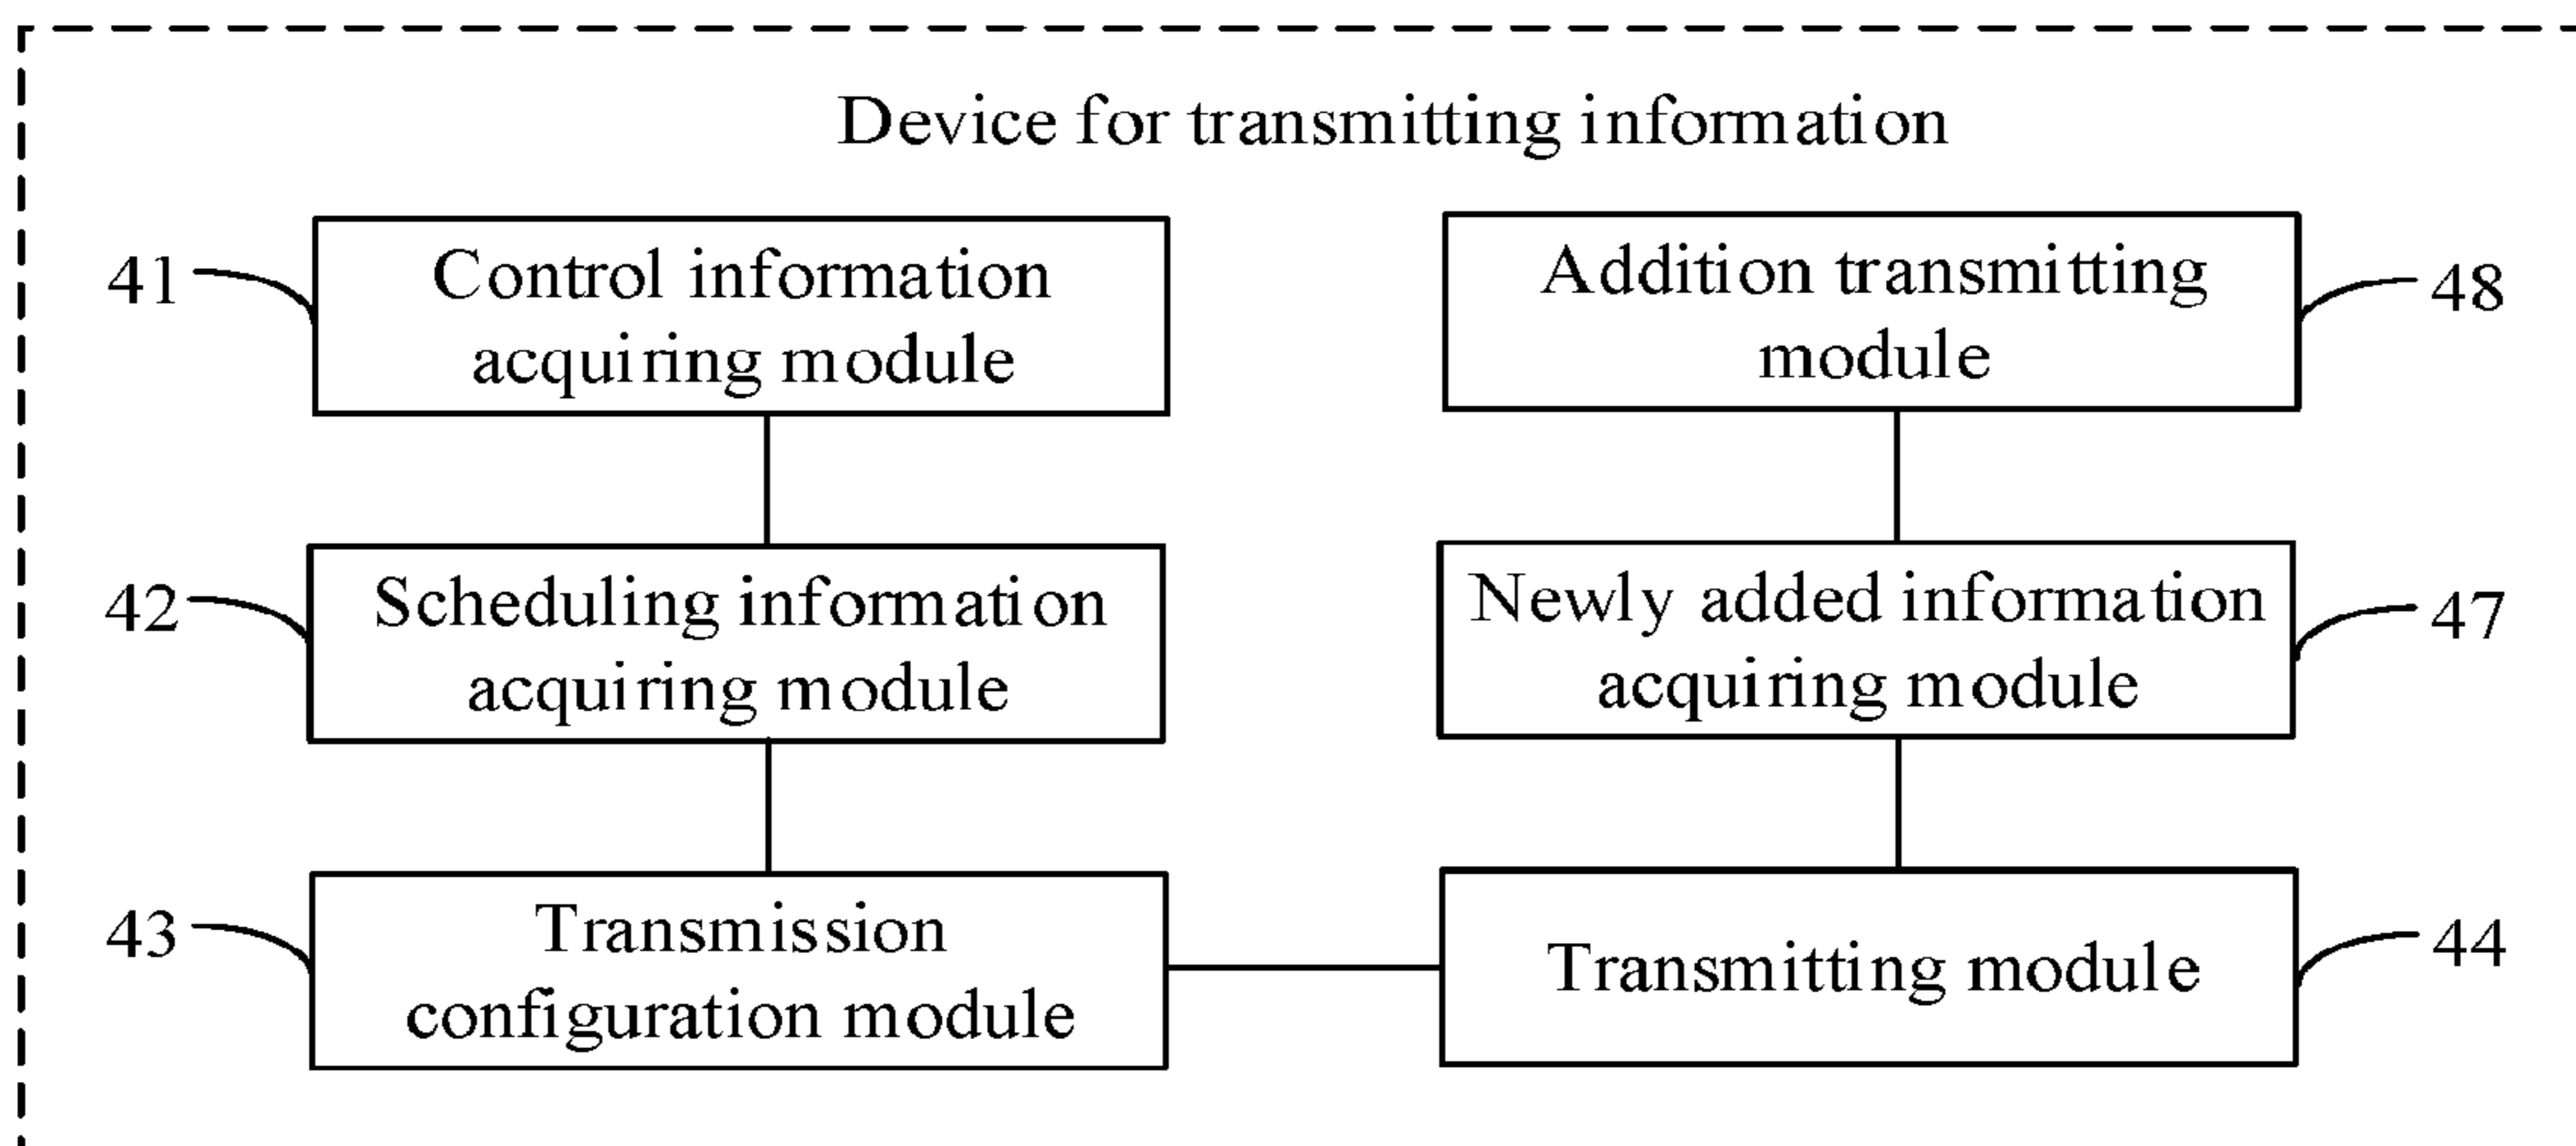 Device for transmitting information
41
Control information
acquiring module
Addition transmitting
module
48
42
Scheduling information
acquiring module
Newly added information
acquiring module
47
43
Transmission
configuration module
Transmitting module
44